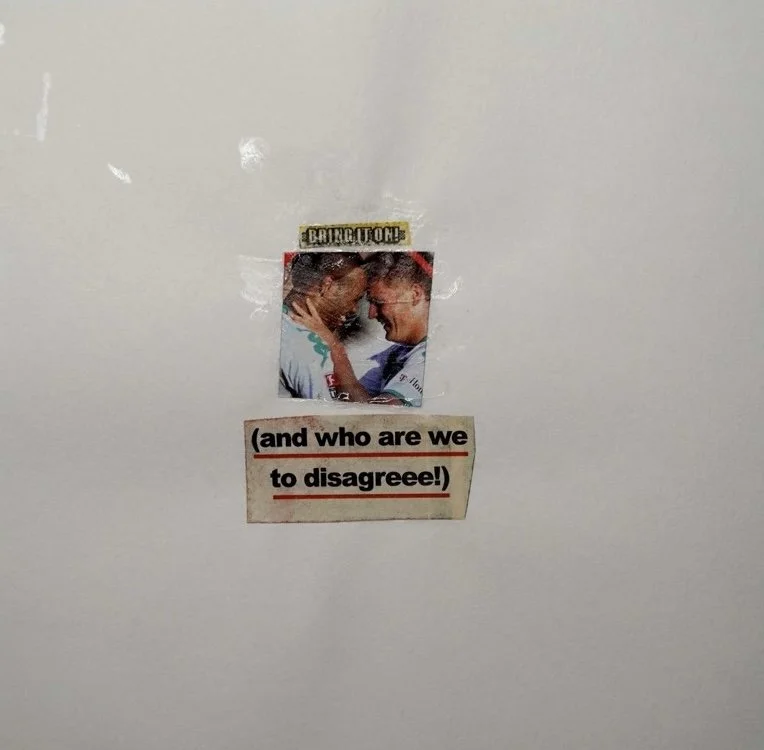 BRING IT ON!
(and who are we
to disagreee!)